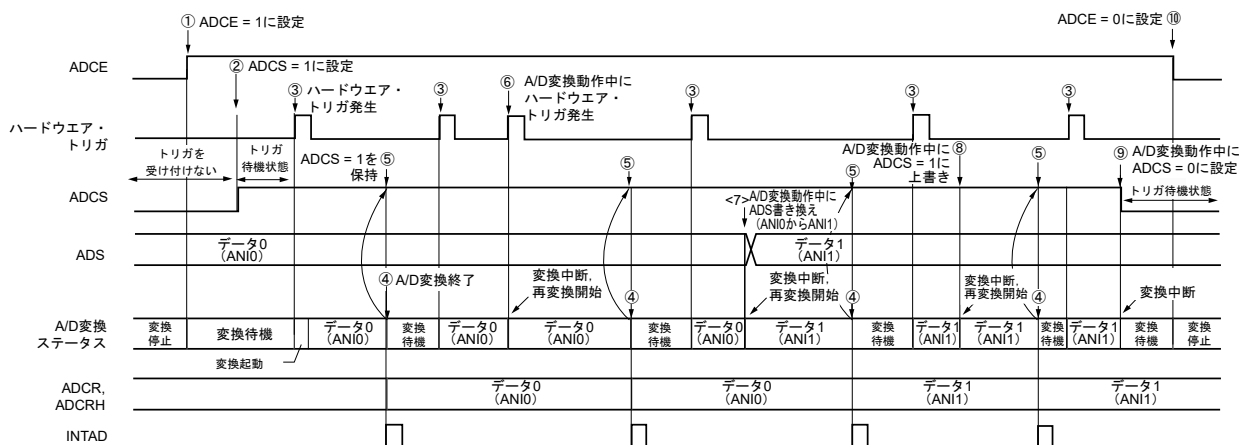 ① ADCE = 1に設定
ADCE = 0に設定 ⑩
ADCE
② ADCS = 1に設定
③ ハードウエア・
トリガ発生
③
⑥ A/D変換動作中に
ハードウエア・
トリガ発生
③
③
③
ハードウエア・
トリガ
トリガを
受け付けない
トリガ
待機状態
ADCS = 1を ⑤
保持
⑤
A/D変換動作中に ⑧
ADCS = 1に
上書き
⑤
⑤
⑨ A/D変換動作中に
ADCS = 0に設定
トリガ待機状態
ADCS
<7> A/D変換動作中に
ADS書き換え
(ANI0からANI1)
ADS
データ0
(ANI0)
データ1
(ANI1)
④ A/D変換終了
変換中断,
再変換開始
④
変換中断,
再変換開始
④
変換中断,
再変換開始
④
変換中断
A/D変換
ステータス
変換
停止
変換待機
変換起動
データ0
(ANI0)
変換
待機
データ0
(ANI0)
データ0
(ANI0)
変換
待機
データ0
(ANI0)
データ1
(ANI1)
変換
待機
データ1
(ANI1)
データ1
(ANI1)
変換
待機
データ1
(ANI1)
変換
待機
変換
停止
ADCR,
ADCRH
データ0
(ANI0)
データ0
(ANI0)
データ1
(ANI1)
データ1
(ANI1)
INTAD